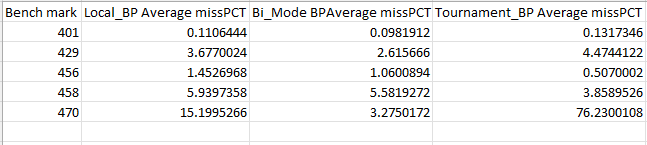 Bench mark Local_BP Average missPCT Bi_Mode BPAverage missPCT Tournament_BP Average missPCT
401 0.1106444 0.0981912 0.1317346
429 3.6770024 2.615666 4.4744122
456 1.4526968 1.0600894 0.5070002
458 5.9397358 5.5819272 3.8589526
470 15.1995266 3.2750172 76.2300108